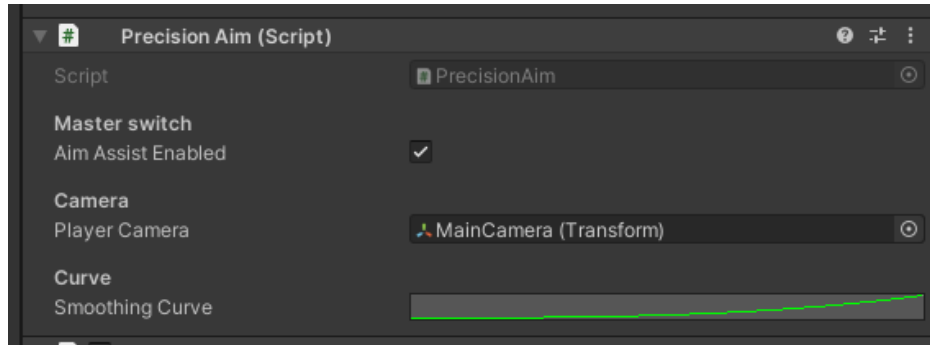 Precision Aim (Script)
Script PrecisionAim
Master switch
Aim Assist Enabled
Camera
Player Camera MainCamera (Transform)
Curve
Smoothing Curve